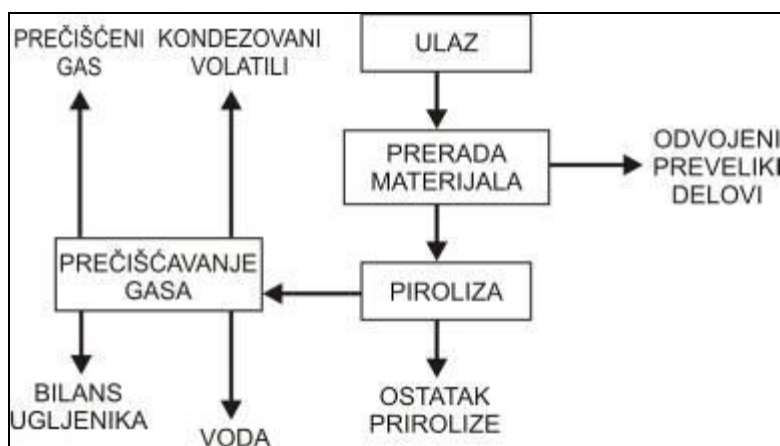 PREČIŠĆENI
GAS
KONDEZOVANI
VOLATILI
ULAZ
PRERADA
MATERIJALA
ODVOJENI
PREVELIKI
DELOVI
PREČIŠĆAVANJE
GASA
PIROLIZA
BILANS
UGLJENIKA
VODA
OSTATAK
PRIROLIZE